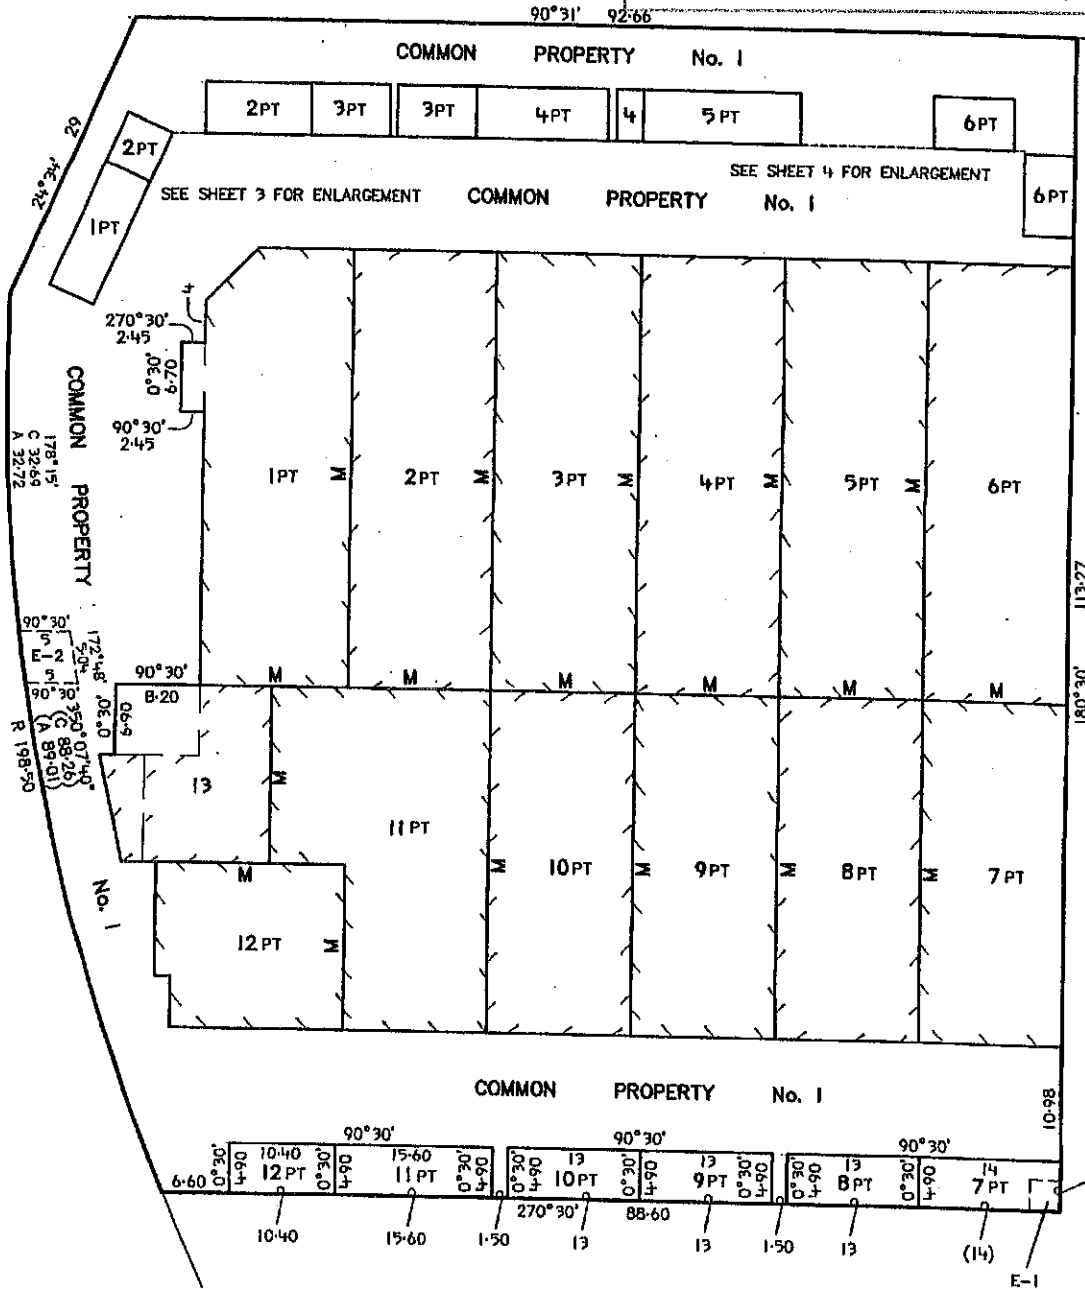 90°31' 92·66
COMMON PROPERTY No. 1
2PT 3PT 3PT 4PT 4 5PT 6PT
29
24°34'
2PT
1PT
SEE SHEET 3 FOR ENLARGEMENT
COMMON PROPERTY No. 1
SEE SHEET 4 FOR ENLARGEMENT
6PT
4
270°30'
2·45
0°30'
6·70
90°30'
2·45
COMMON PROPERTY No. 1
178°15'
C 32·69
A 32·72
1PT M 2PT M 3PT M 4PT M 5PT M 6PT
113·27
180°30'
90°30'
5
E-2
5
90°30'
172°48'
5·04
350°07'40"
(C 88·26)
(A 89·01)
R 198·50
90°30'
8·20
0°30'
6·90
M M M M M M
13 M
11PT M 10PT M 9PT M 8PT M 7PT
M
12PT M
COMMON PROPERTY No. 1
10·98
90°30' 90°30' 90°30'
6·60
0°30' 4·90 10·40 12PT 0°30' 4·90 15·60 11PT 0°30' 4·90
0°30' 4·90 13 10PT 0°30' 4·90 13 9PT 0°30' 4·90
0°30' 4·90 13 8PT 0°30' 4·90 14 7PT
270°30' 88·60
10·40 15·60 1·50 13 13 1·50 13 (14)
E-1